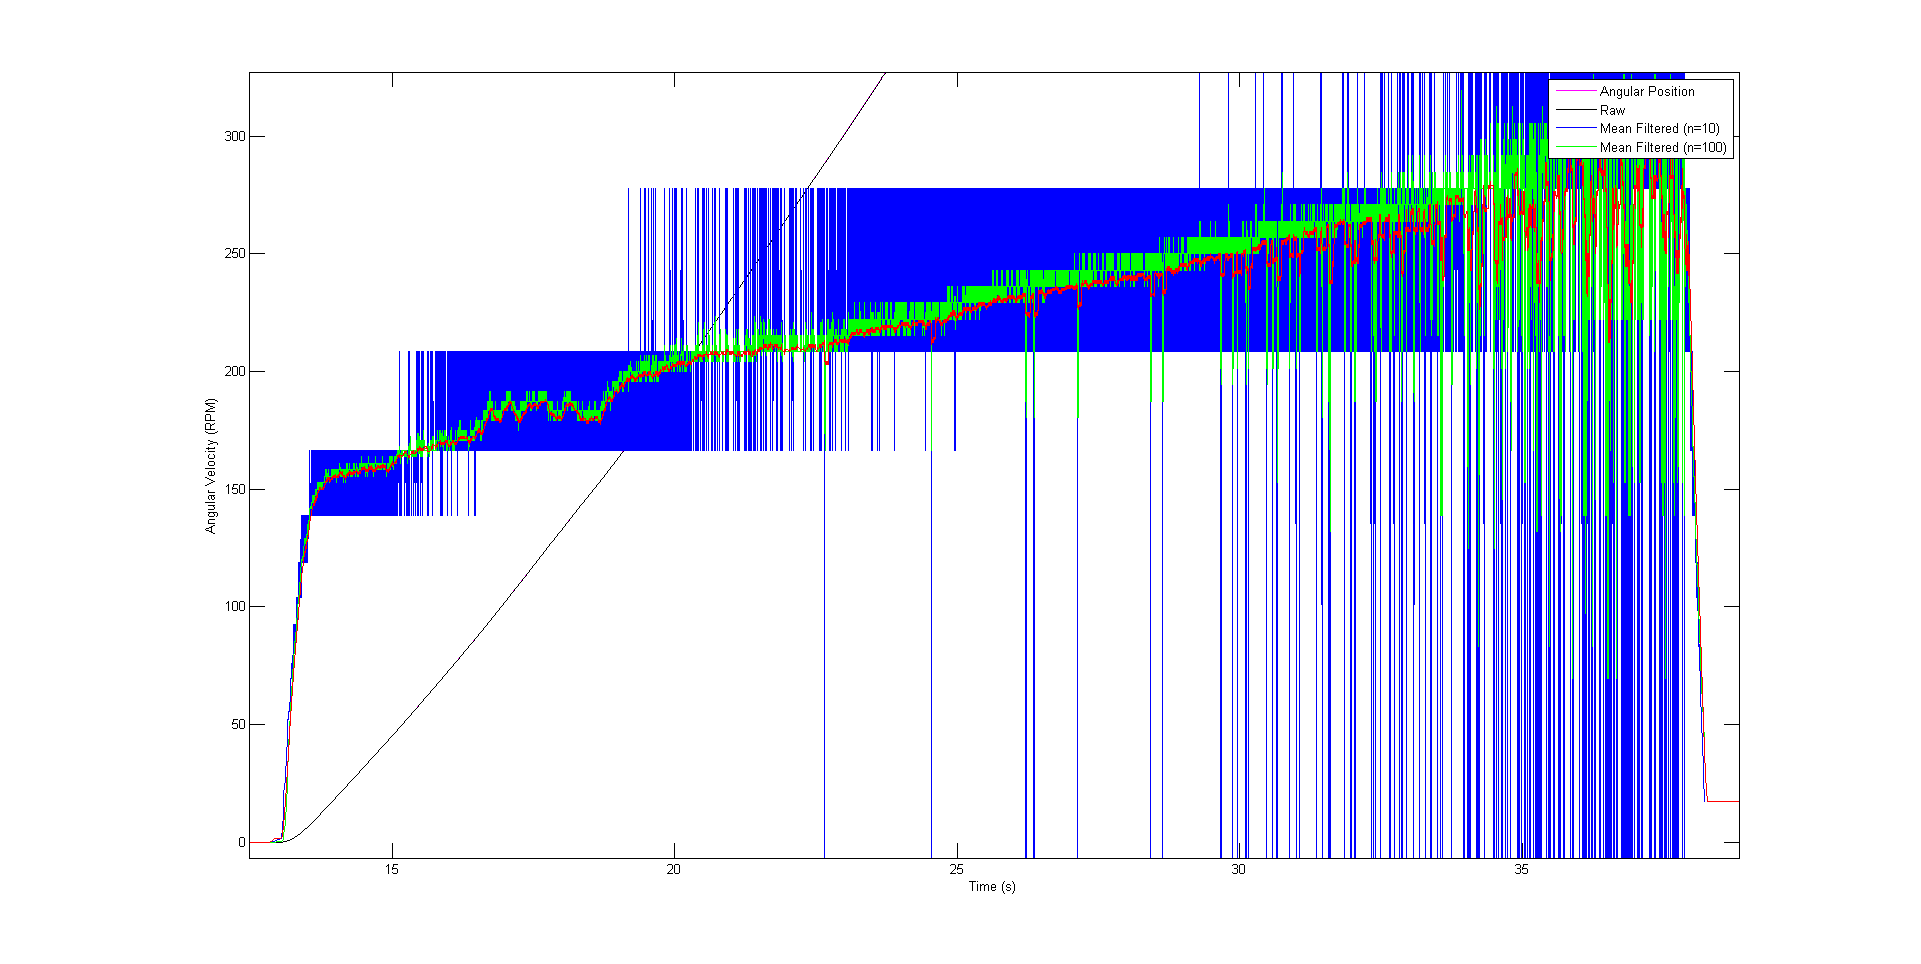 Angular Position
Raw
Mean Filtered (n=10)
Mean Filtered (n=100)
300
250
200
150
100
50
0
Angular Velocity (RPM)
15
20
25
30
35
Time (s)